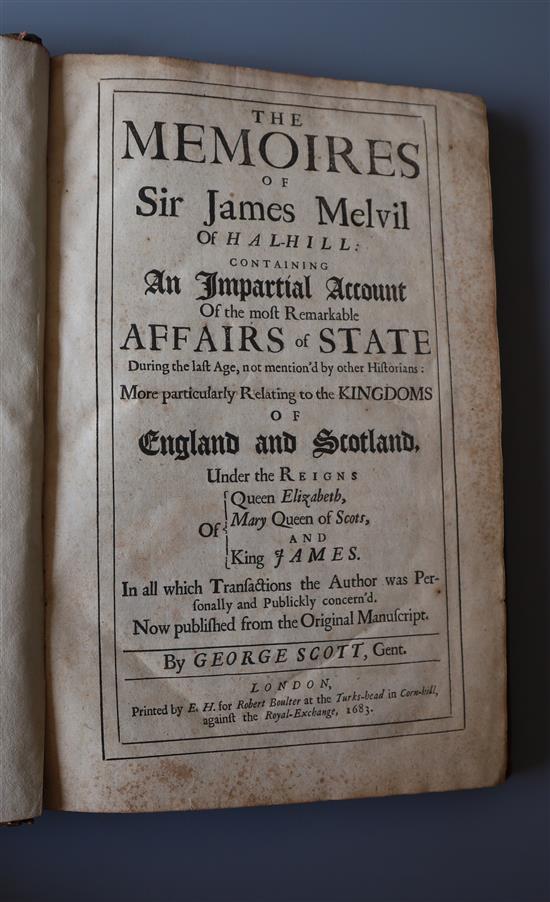 THE
MEMOIRES
OF
Sir James Melvil
Of HAL-HILL:
CONTAINING
An Impartial Account
Of the moſt Remarkable
AFFAIRS of STATE
During the laſt Age, not mention'd by other Hiſtorians:
More particularly Relating to the KINGDOMS
OF
England and Scotland,
Under the REIGNS
Of
Queen Elizabeth,
Mary Queen of Scots,
AND
King JAMES.
In all which Tranſactions the Author was Per-
ſonally and Publickly concern'd.
Now publiſhed from the Original Manuſcript.
By GEORGE SCOTT, Gent.
LONDON,
Printed by E. H. for Robert Boulter at the Turks-head in Corn-hill,
againſt the Royal-Exchange, 1683.